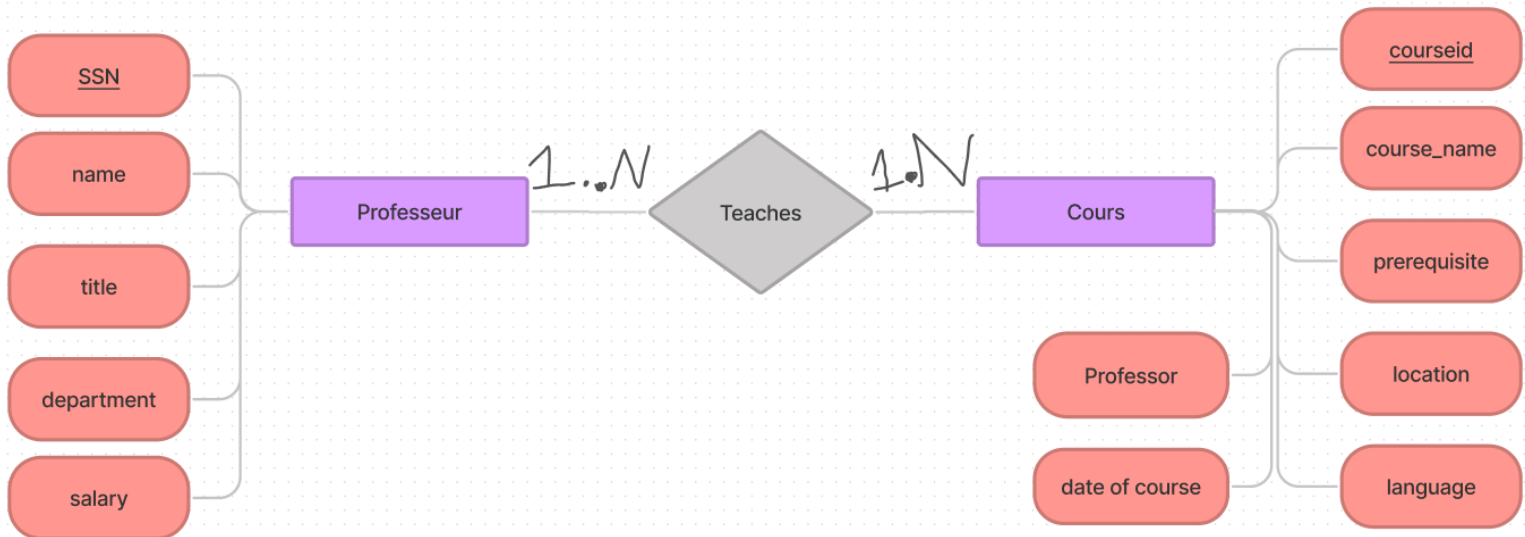 SSN
name
title
department
salary
Professeur
1..N
Teaches
1.N
Cours
courseid
course_name
prerequisite
location
language
Professor
date of course